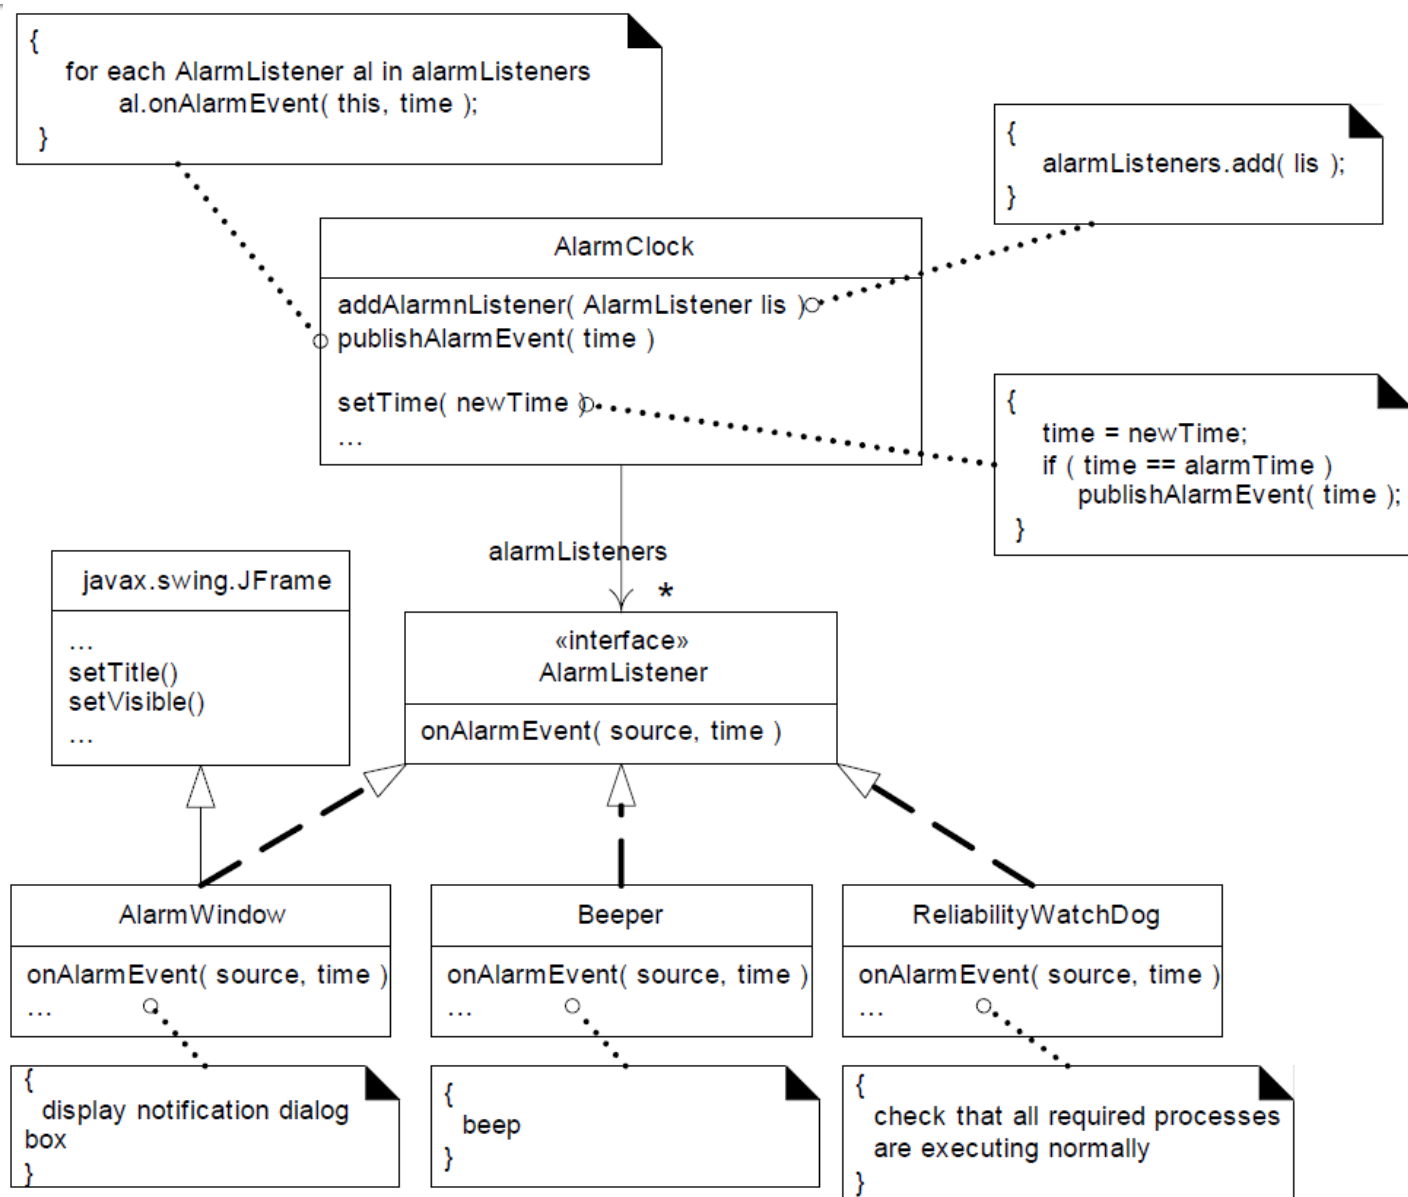 {
for each AlarmListener al in alarmListeners
al.onAlarmEvent( this, time );
}
{
alarmListeners.add( lis );
}
AlarmClock
addAlarmnListener( AlarmListener lis )
publishAlarmEvent( time )
setTime( newTime )
...
{
time = newTime;
if ( time == alarmTime )
publishAlarmEvent( time );
}
alarmListeners
*
javax.swing.JFrame
...
setTitle()
setVisible()
...
«interface»
AlarmListener
onAlarmEvent( source, time )
AlarmWindow
onAlarmEvent( source, time )
...
Beeper
onAlarmEvent( source, time )
...
ReliabilityWatchDog
onAlarmEvent( source, time )
...
{
display notification dialog
box
}
{
beep
}
{
check that all required processes
are executing normally
}